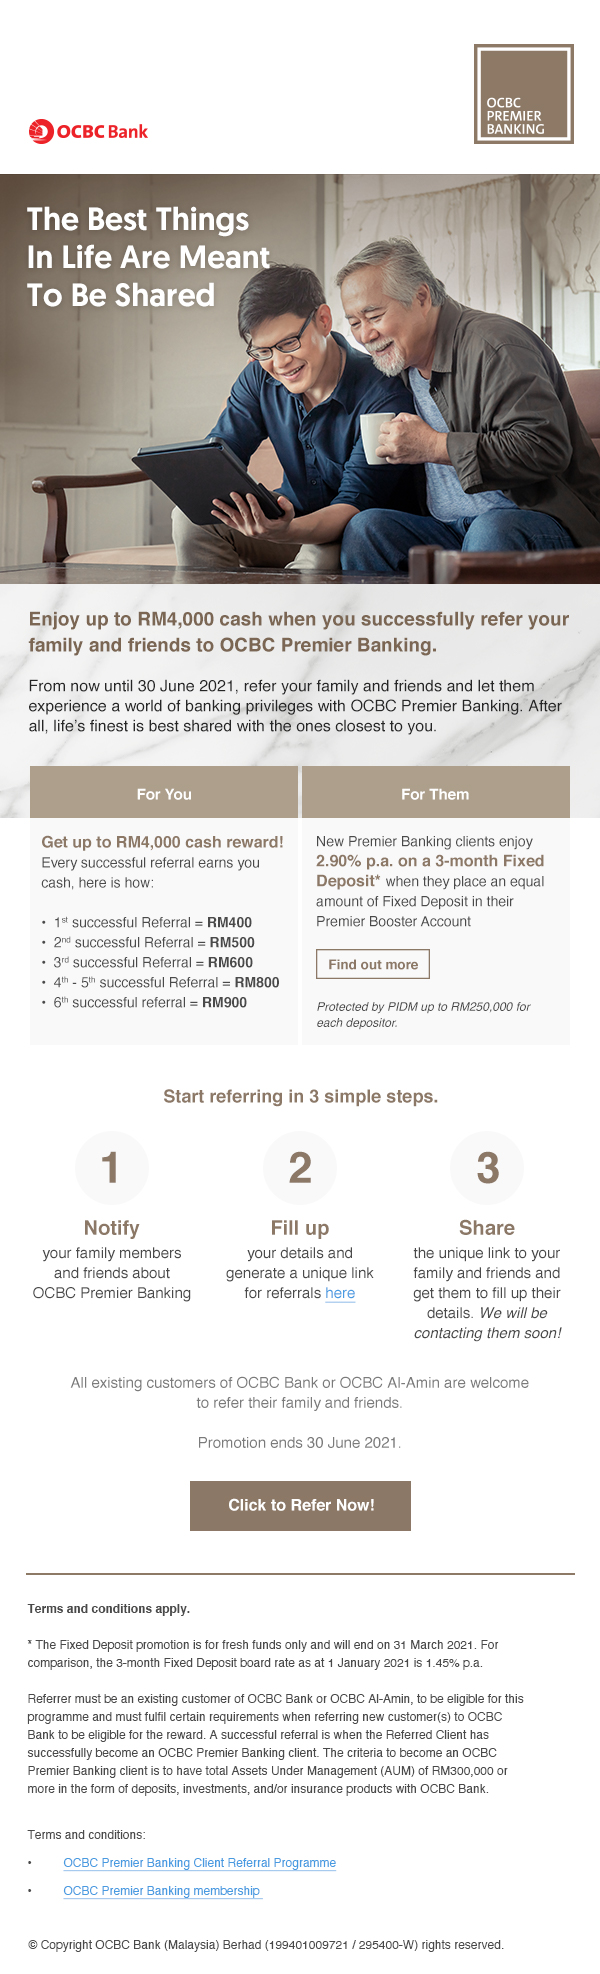 OCBC Bank
OCBC
PREMIER
BANKING
The Best Things
In Life Are Meant
To Be Shared
Enjoy up to RM4,000 cash when you successfully refer your
family and friends to OCBC Premier Banking.
From now until 30 June 2021, refer your family and friends and let them
experience a world of banking privileges with OCBC Premier Banking. After
all, life's finest is best shared with the ones closest to you.
For You
Get up to RM4,000 cash reward!
Every successful referral earns you
cash, here is how:
• 1st successful Referral = RM400
• 2nd successful Referral = RM500
• 3rd successful Referral = RM600
• 4th - 5th successful Referral = RM800
• 6th successful referral = RM900
For Them
New Premier Banking clients enjoy
2.90% p.a. on a 3-month Fixed
Deposit* when they place an equal
amount of Fixed Deposit in their
Premier Booster Account
Find out more
Protected by PIDM up to RM250,000 for
each depositor.
Start referring in 3 simple steps.
1
Notify
your family members
and friends about
OCBC Premier Banking
2
Fill up
your details and
generate a unique link
for referrals here
3
Share
the unique link to your
family and friends and
get them to fill up their
details. We will be
contacting them soon!
All existing customers of OCBC Bank or OCBC Al-Amin are welcome
to refer their family and friends.
Promotion ends 30 June 2021.
Click to Refer Now!
Terms and conditions apply.
* The Fixed Deposit promotion is for fresh funds only and will end on 31 March 2021. For
comparison, the 3-month Fixed Deposit board rate as at 1 January 2021 is 1.45% p.a.
Referrer must be an existing customer of OCBC Bank or OCBC Al-Amin, to be eligible for this
programme and must fulfil certain requirements when referring new customer(s) to OCBC
Bank to be eligible for the reward. A successful referral is when the Referred Client has
successfully become an OCBC Premier Banking client. The criteria to become an OCBC
Premier Banking client is to have total Assets Under Management (AUM) of RM300,000 or
more in the form of deposits, investments, and/or insurance products with OCBC Bank.
Terms and conditions:
• OCBC Premier Banking Client Referral Programme
• OCBC Premier Banking membership
© Copyright OCBC Bank (Malaysia) Berhad (199401009721 / 295400-W) rights reserved.